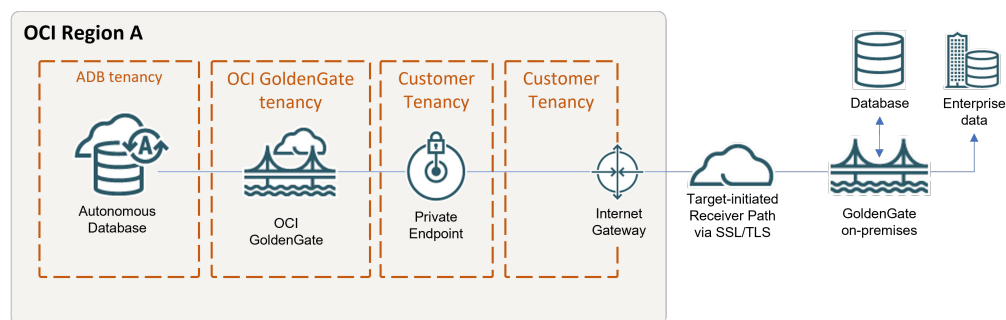 OCI Region A
ADB tenancy
OCI GoldenGate
tenancy
Customer
Tenancy
Customer
Tenancy
A
Autonomous
Database
OCI
GoldenGate
Private
Endpoint
Internet
Gateway
Target-initiated
Receiver Path
via SSL/TLS
Database
Enterprise
data
GoldenGate
on-premises